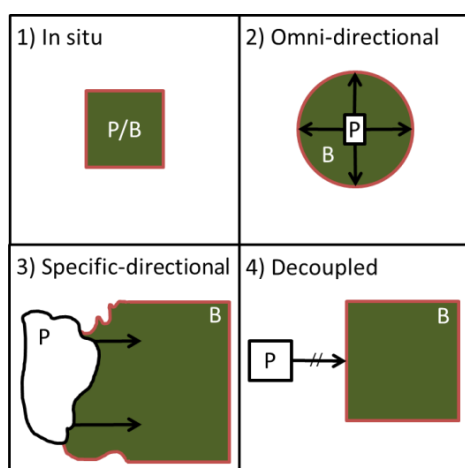 1) In situ
P/B
2) Omni-directional
P
B
3) Specific-directional
P
B
4) Decoupled
P
B